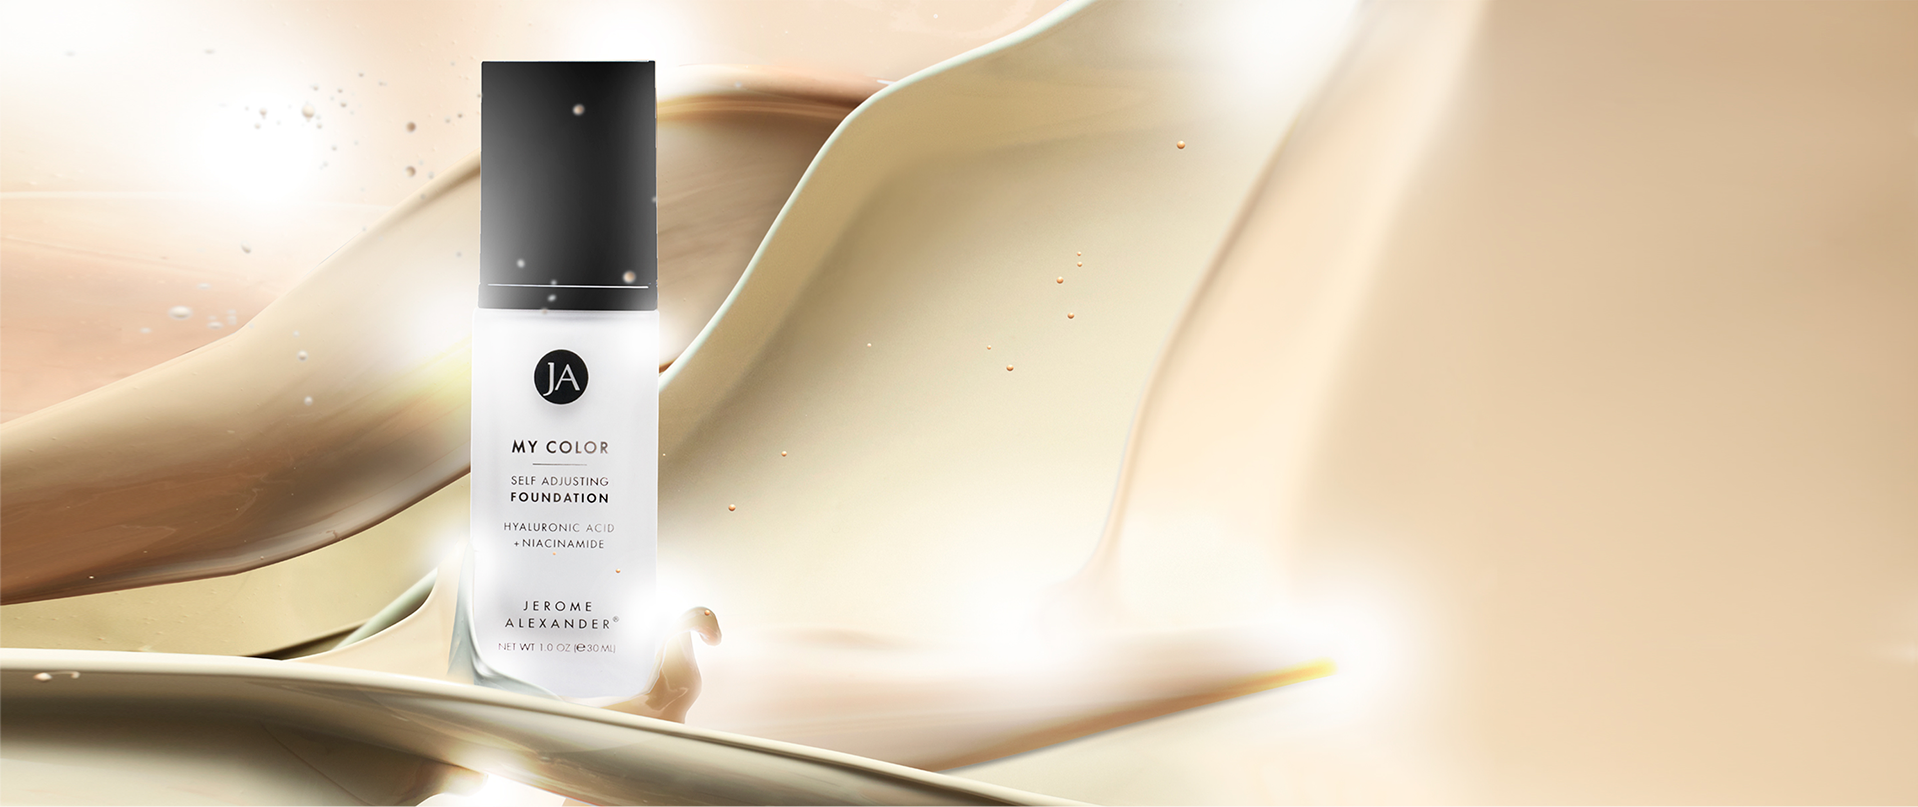 JA
MY COLOR
SELF ADJUSTING
FOUNDATION
HYALURONIC ACID
+NIACINAMIDE
JEROME
ALEXANDER®
NET WT 1.0 OZ (℮30 ML)